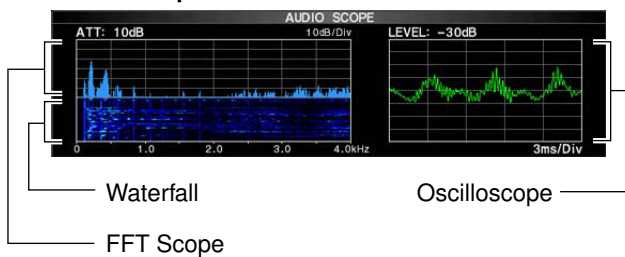 AUDIO SCOPE
ATT: 10dB 10dB/Div LEVEL: -30dB
0 1.0 2.0 3.0 4.0kHz 3ms/Div
Waterfall Oscilloscope
FFT Scope